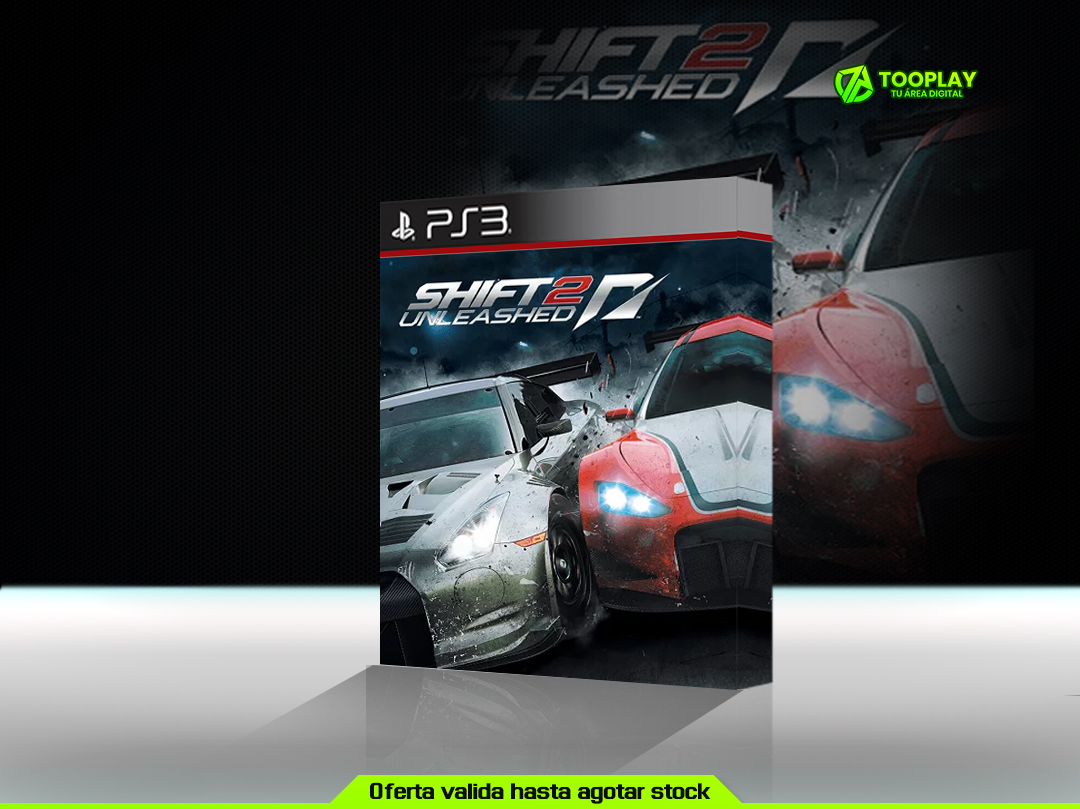 SHIFT 2
UNLEASHED
TOOPLAY
TU ÁREA DIGITAL
PS3
SHIFT 2
UNLEASHED
Oferta valida hasta agotar stock